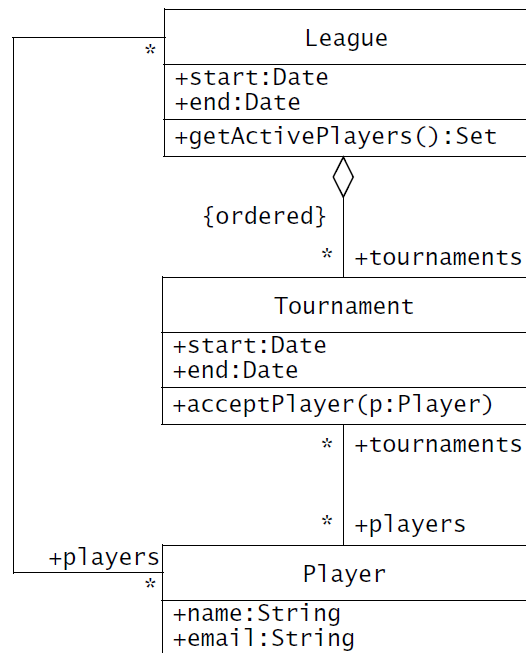 League
*
+start:Date
+end:Date
+getActivePlayers():Set
{ordered}
* +tournaments
Tournament
+start:Date
+end:Date
+acceptPlayer(p:Player)
* +tournaments
* +players
+players
*
Player
+name:String
+email:String